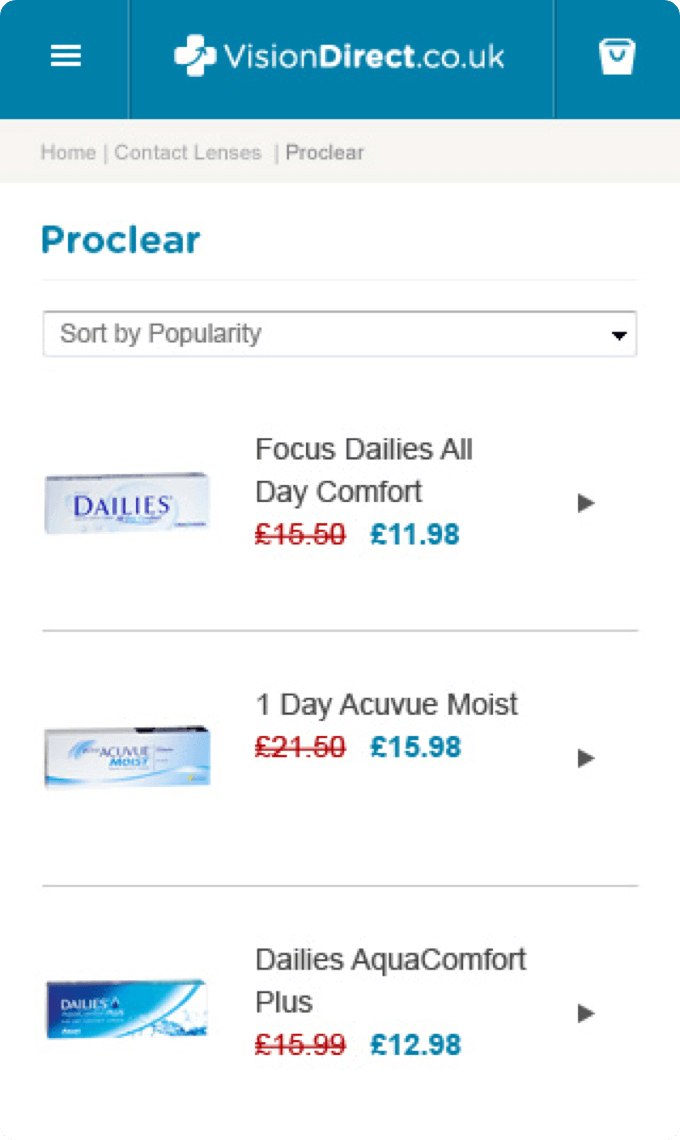 VisionDirect.co.uk
Home | Contact Lenses | Proclear
Proclear
Sort by Popularity
Focus Dailies All
Day Comfort
DAILIES
£15.50 £11.98
1 Day Acuvue Moist
£21.50 £15.98
ACUVUE
MOIST
Dailies AquaComfort
Plus
DAILIES
AquaComfort Plus
£15.99 £12.98